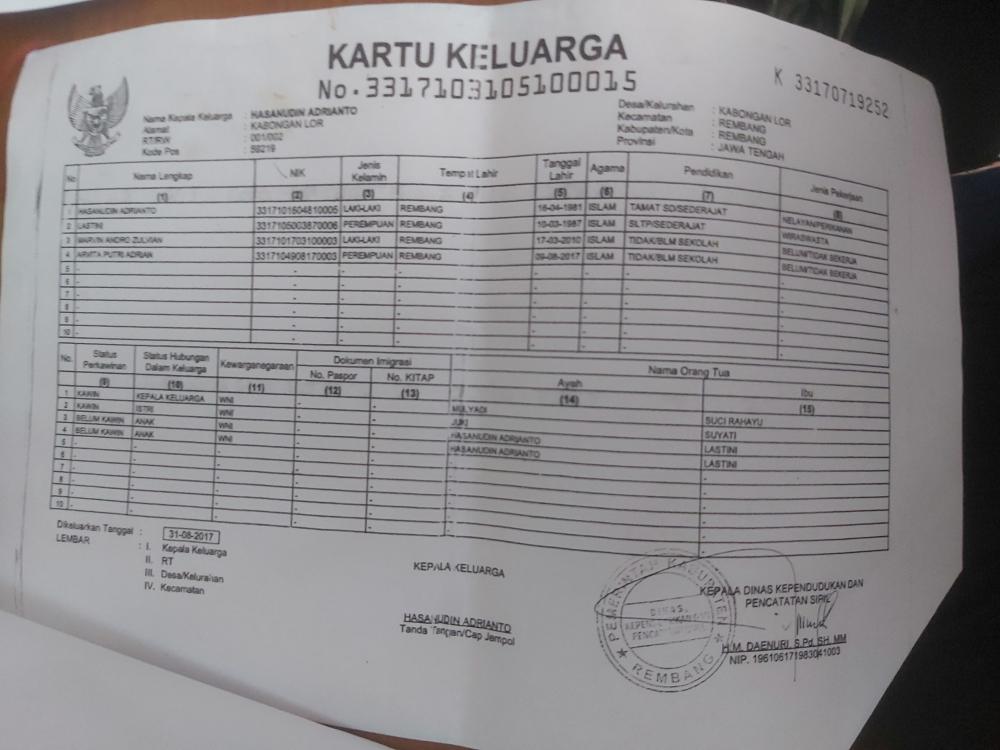 KARTU KELUARGA
No.3317103105100015
K 33170719252
Nama Kepala Keluarga : HASANUDIN ADRIANTO
Alamat : KABONGAN LOR
RT/RW : 001/002
Kode Pos : 59219
Desa/Kelurahan : KABONGAN LOR
Kecamatan : REMBANG
Kabupaten/Kota : REMBANG
Provinsi : JAWA TENGAH
No Nama Lengkap NIK Jenis Kelamin Tempat Lahir Tanggal Lahir Agama Pendidikan Jenis Pekerjaan
(1) (2) (3) (4) (5) (6) (7) (8)
1 HASANUDIN ADRIANTO 3317101604810005 LAKI-LAKI REMBANG 16-04-1981 ISLAM TAMAT SD/SEDERAJAT NELAYAN/PERIKANAN
2 LASTINI 3317105003870006 PEREMPUAN REMBANG 10-03-1987 ISLAM SLTP/SEDERAJAT WIRASWASTA
3 MARVIN ANDRO ZULVIAN 3317101703100003 LAKI-LAKI REMBANG 17-03-2010 ISLAM TIDAK/BLM SEKOLAH BELUM/TIDAK BEKERJA
4 ARVITA PUTRI ADRIAN 3317104908170003 PEREMPUAN REMBANG 09-08-2017 ISLAM TIDAK/BLM SEKOLAH BELUM/TIDAK BEKERJA
5 - - - - - - - -
6 - - - - - - - -
7 - - - - - - - -
8 - - - - - - - -
9 - - - - - - - -
10 - - - - - - - -
No. Status Perkawinan Status Hubungan Dalam Keluarga Kewarganegaraan Dokumen Imigrasi Nama Orang Tua
No. Paspor No. KITAP Ayah Ibu
(9) (10) (11) (12) (13) (14) (15)
1 KAWIN KEPALA KELUARGA WNI - - MULYADI SUCI RAHAYU
2 KAWIN ISTRI WNI - - JUKI SUYATI
3 BELUM KAWIN ANAK WNI - - HASANUDIN ADRIANTO LASTINI
4 BELUM KAWIN ANAK WNI - - HASANUDIN ADRIANTO LASTINI
5 - - - - - - -
6 - - - - - - -
7 - - - - - - -
8 - - - - - - -
9 - - - - - - -
10 - - - - - - -
Dikeluarkan Tanggal : 31-08-2017
LEMBAR : I. Kepala Keluarga
II. RT
III. Desa/Kelurahan
IV. Kecamatan
KEPALA KELUARGA
HASANUDIN ADRIANTO
Tanda Tangan/Cap Jempol
KEPALA DINAS KEPENDUDUKAN DAN
PENCATATAN SIPIL
PEMERINTAH KABUPATEN
DINAS
REMBANG
H.M. DAENURI, S.Pd, SH, MM
NIP. 196106171983041003